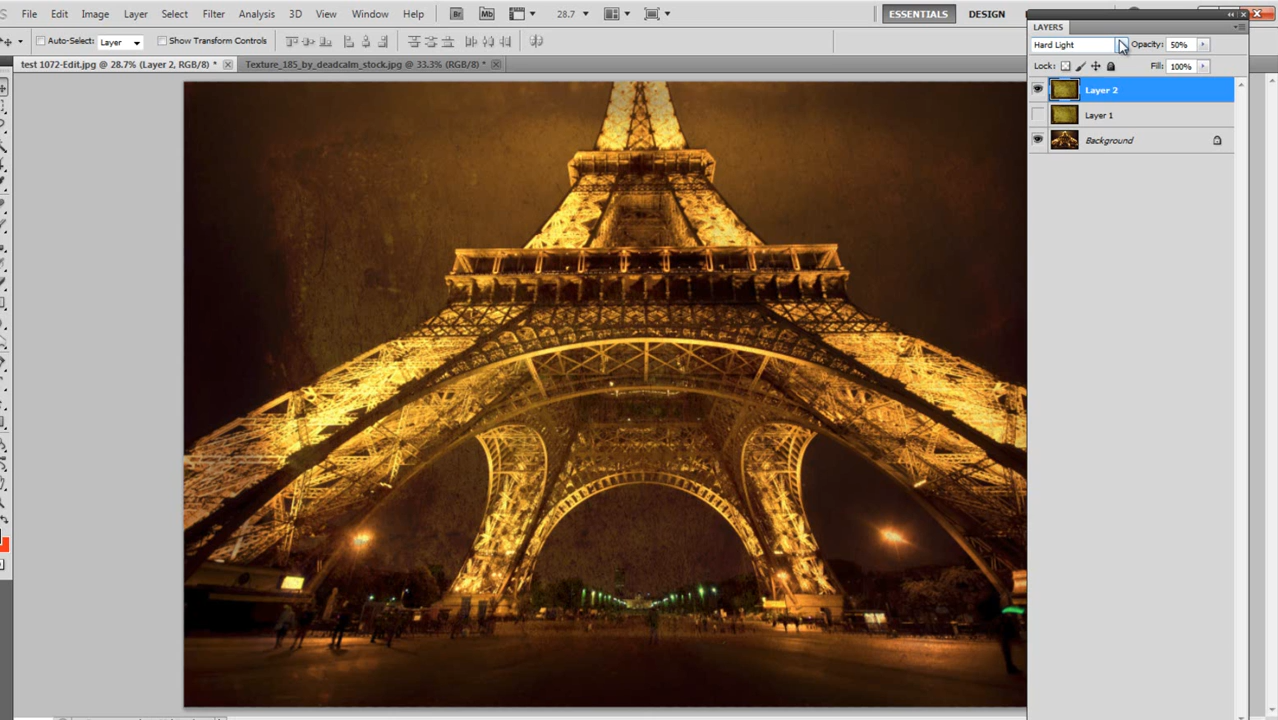 File Edit Image Layer Select Filter Analysis 3D View Window Help Br Mb 28.7 ESSENTIALS DESIGN
Auto-Select: Layer Show Transform Controls
test 1072-Edit.jpg @ 28.7% (Layer 2, RGB/8) * Texture_185_by_deadcalm_stock.jpg @ 33.3% (RGB/8) *
LAYERS
Hard Light Opacity: 50%
Lock: Fill: 100%
Layer 2
Layer 1
Background